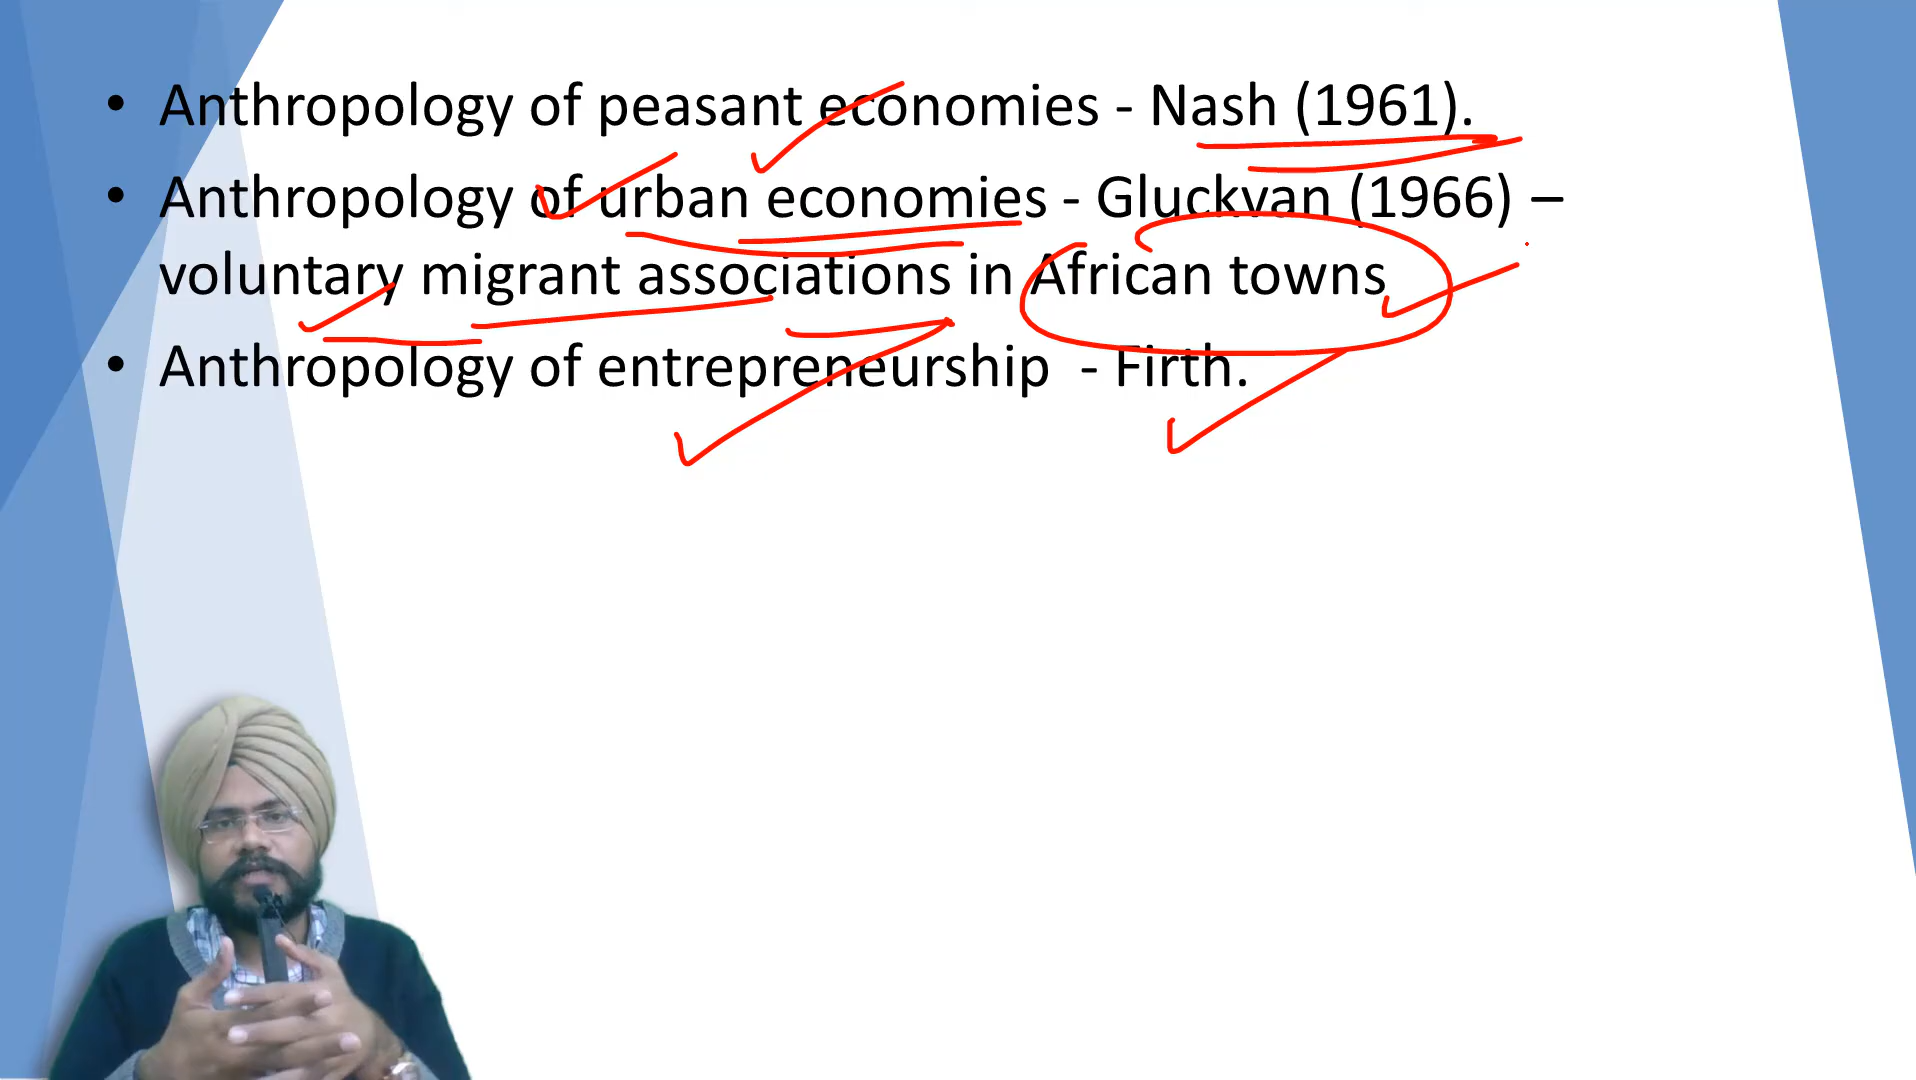 • Anthropology of peasant economies - Nash (1961).
• Anthropology of urban economies - Gluckvan (1966) –
voluntary migrant associations in African towns
• Anthropology of entrepreneurship - Firth.